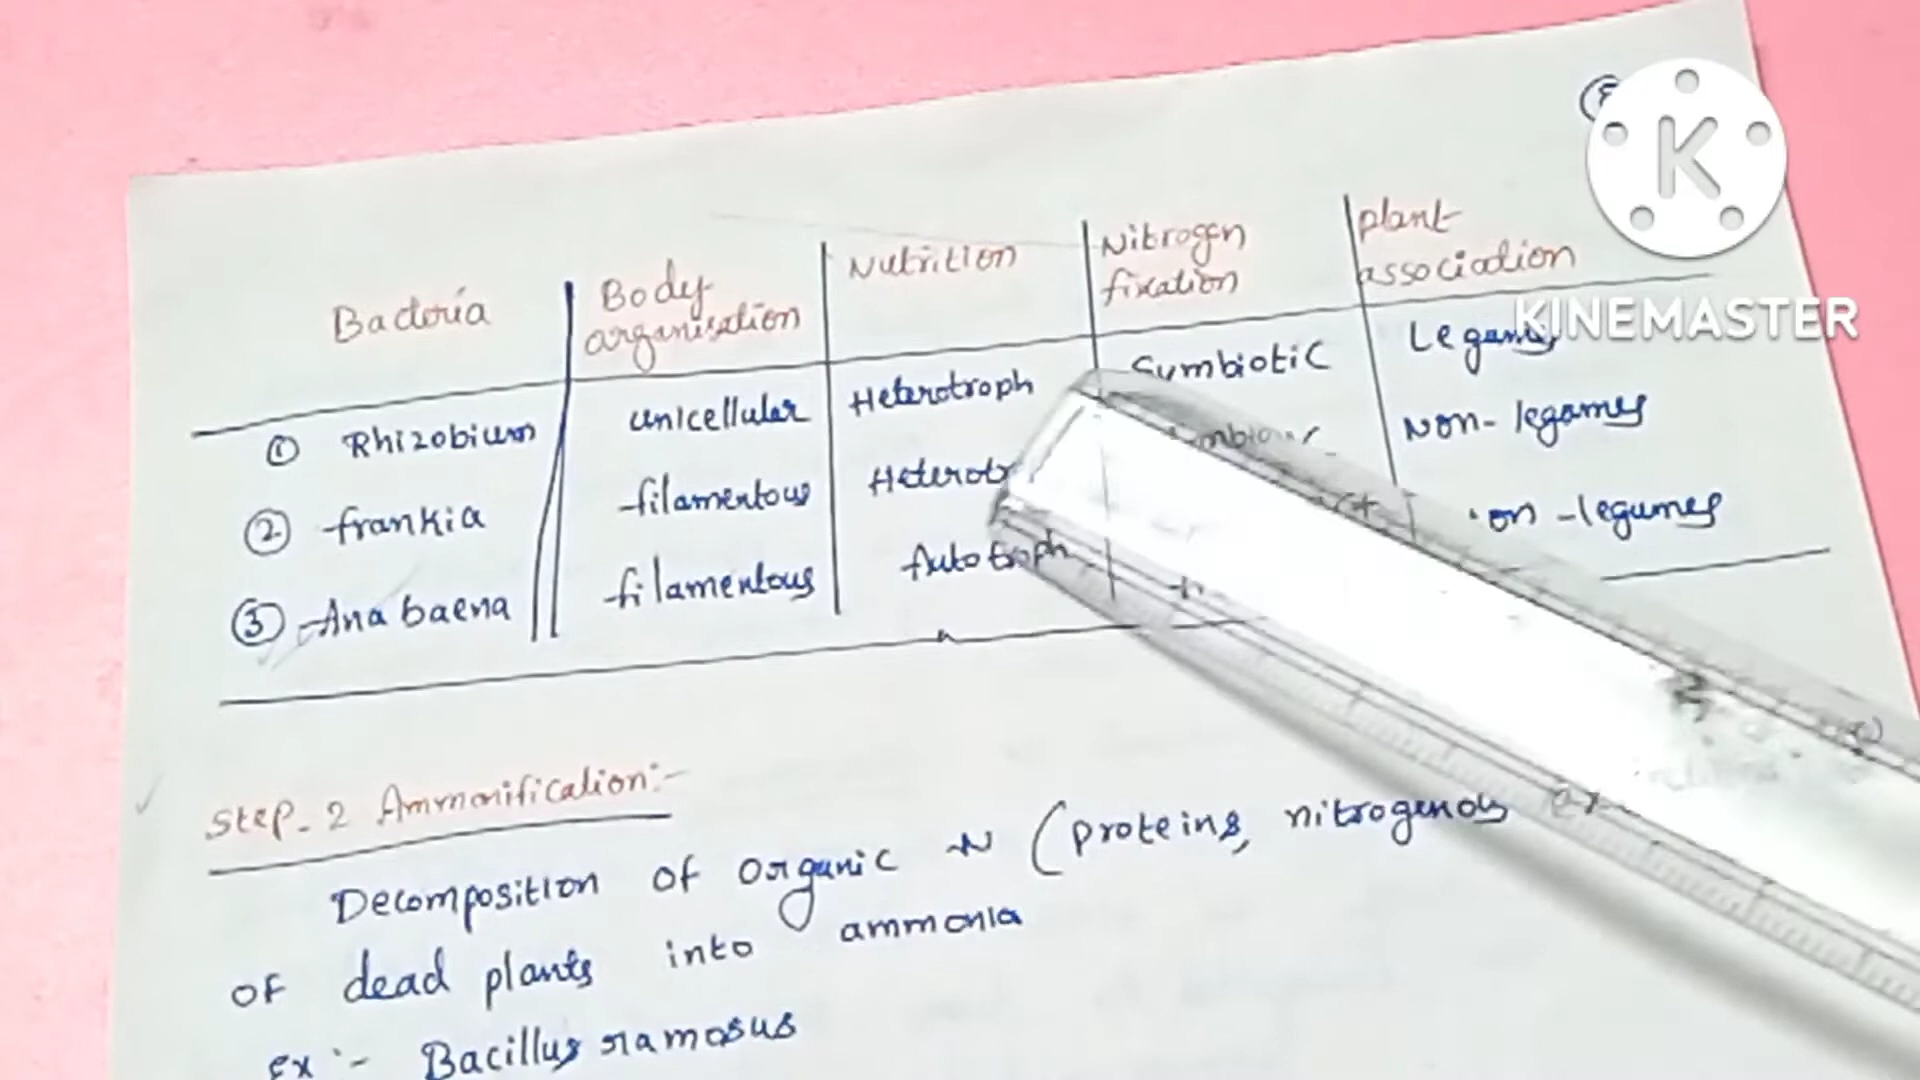 KINEMASTER
Bacteria Body organisation Nutrition Nitrogen fixation plant association
① Rhizobium unicellular Heterotroph Symbiotic
② frankia filamentous Non-legames
③ Anabaena filamentous Autotroph -legumes
Step-2 Ammonification:-
Decomposition of organic N (proteins, nitrogenous
of dead plants into ammonia
Ex:- Bacillus ramosus